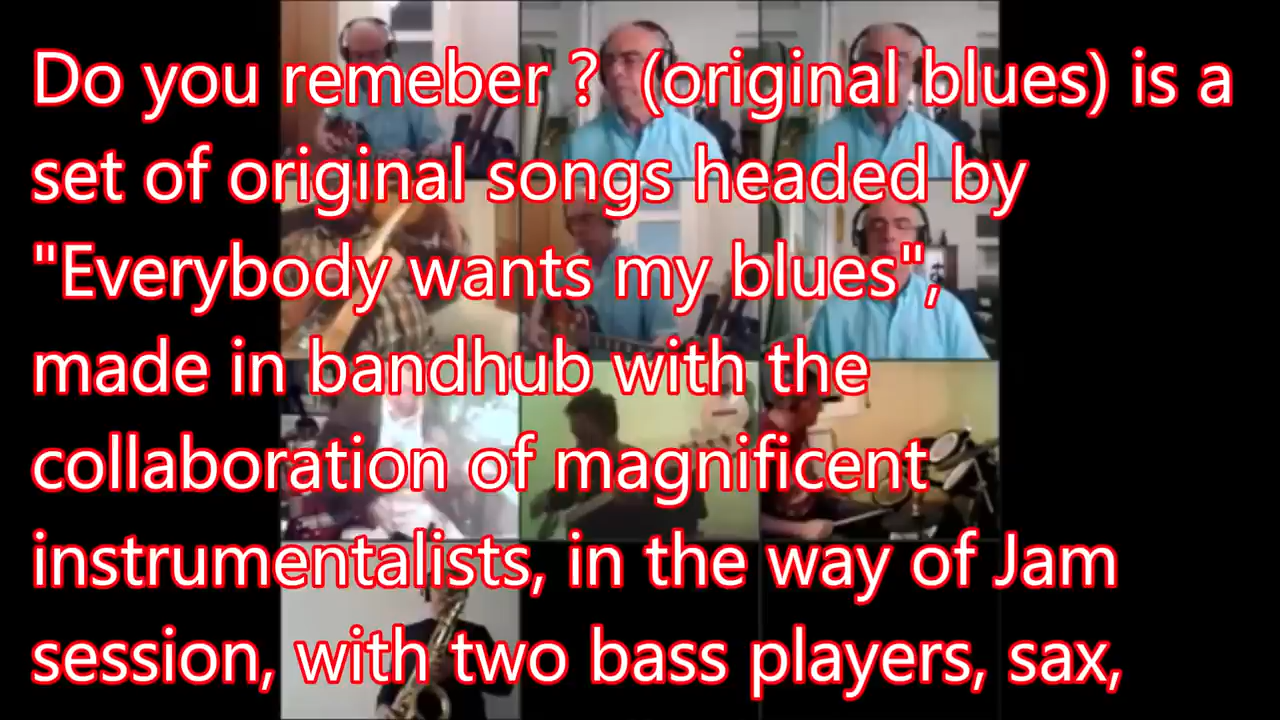 Do you remeber ? (original blues) is a
set of original songs headed by
"Everybody wants my blues",
made in bandhub with the
collaboration of magnificent
instrumentalists, in the way of Jam
session, with two bass players, sax,